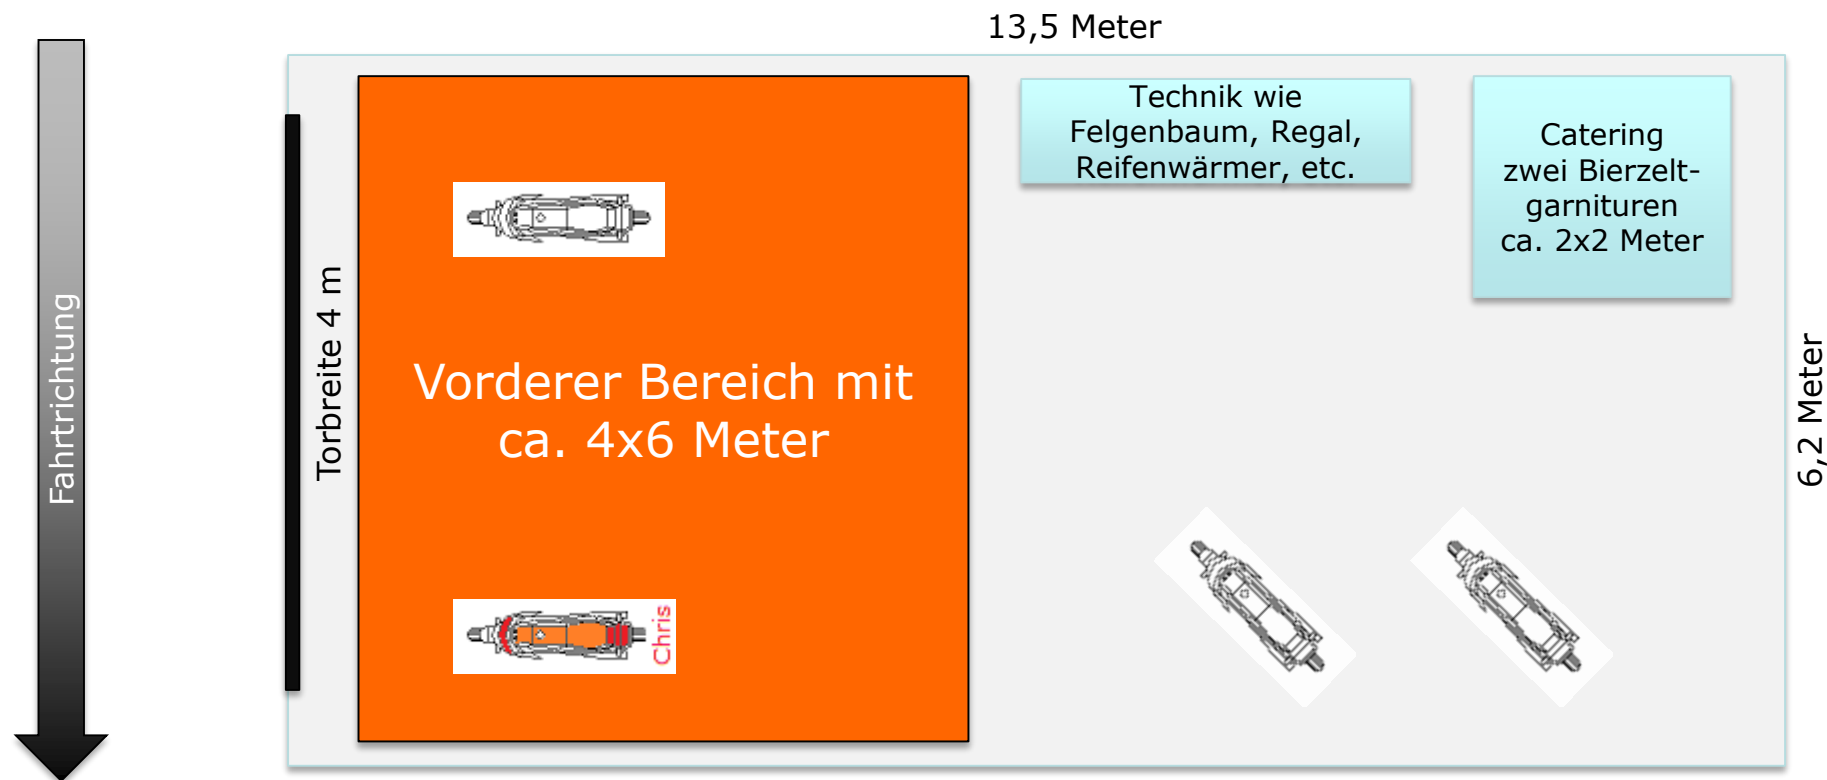 13,5 Meter
Fahrtrichtung
Torbreite 4 m
Vorderer Bereich mit
ca. 4x6 Meter
Chris
Technik wie
Felgenbaum, Regal,
Reifenwärmer, etc.
Catering
zwei Bierzelt-
garnituren
ca. 2x2 Meter
6,2 Meter